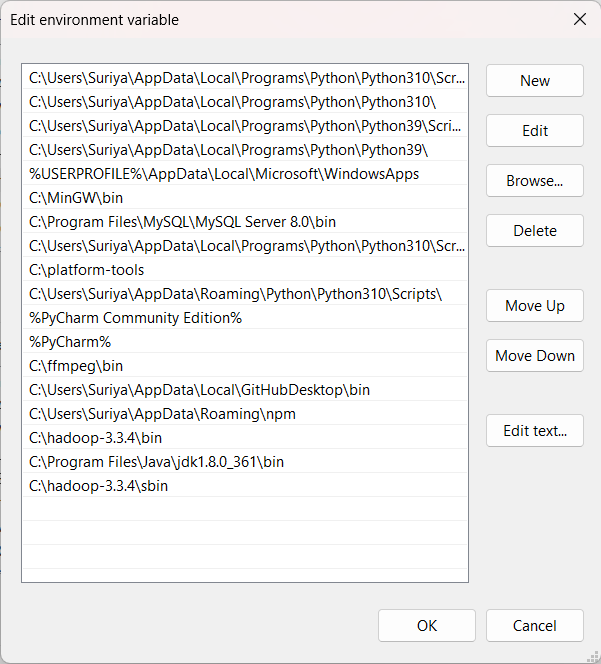 Edit environment variable
C:\Users\Suriya\AppData\Local\Programs\Python\Python310\Scr...
C:\Users\Suriya\AppData\Local\Programs\Python\Python310\
C:\Users\Suriya\AppData\Local\Programs\Python\Python39\Scri...
C:\Users\Suriya\AppData\Local\Programs\Python\Python39\
%USERPROFILE%\AppData\Local\Microsoft\WindowsApps
C:\MinGW\bin
C:\Program Files\MySQL\MySQL Server 8.0\bin
C:\Users\Suriya\AppData\Local\Programs\Python\Python310\Scr...
C:\platform-tools
C:\Users\Suriya\AppData\Roaming\Python\Python310\Scripts\
%PyCharm Community Edition%
%PyCharm%
C:\ffmpeg\bin
C:\Users\Suriya\AppData\Local\GitHubDesktop\bin
C:\Users\Suriya\AppData\Roaming\npm
C:\hadoop-3.3.4\bin
C:\Program Files\Java\jdk1.8.0_361\bin
C:\hadoop-3.3.4\sbin
New
Edit
Browse...
Delete
Move Up
Move Down
Edit text...
OK
Cancel